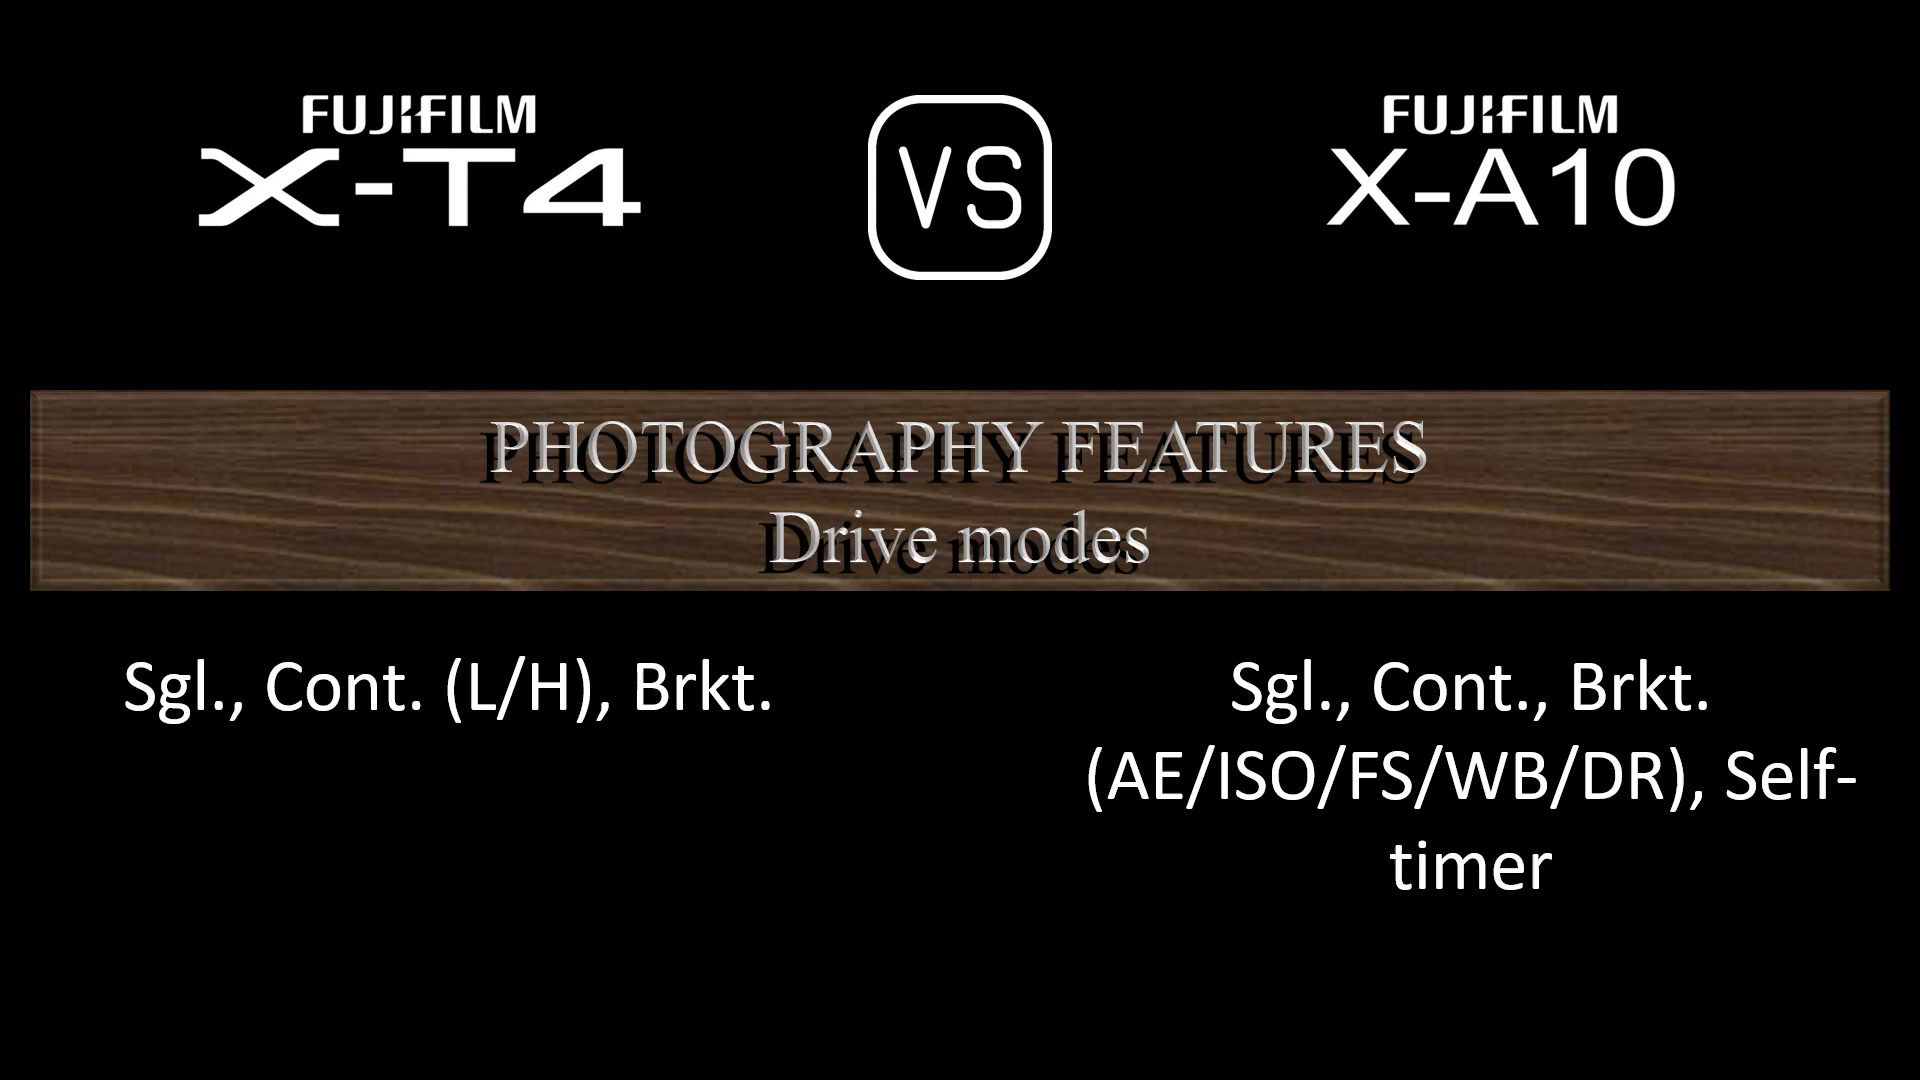 FUJIFILM
X-T4
VS
FUJIFILM
X-A10
PHOTOGRAPHY FEATURES
Drive modes
Sgl., Cont. (L/H), Brkt.
Sgl., Cont., Brkt.
(AE/ISO/FS/WB/DR), Self-
timer